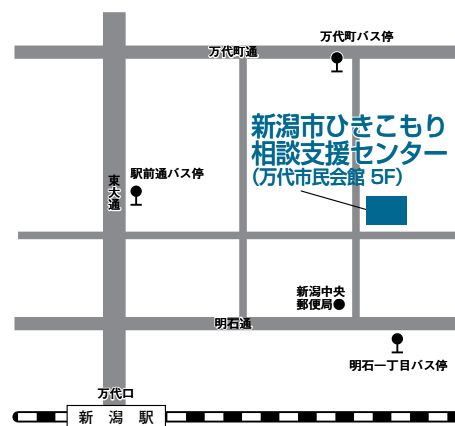 万代町バス停
万代町通
新潟市ひきこもり
相談支援センター
(万代市民会館 5F)
駅前通バス停
東大通
新潟中央
郵便局
明石通
明石一丁目バス停
万代口
新潟駅